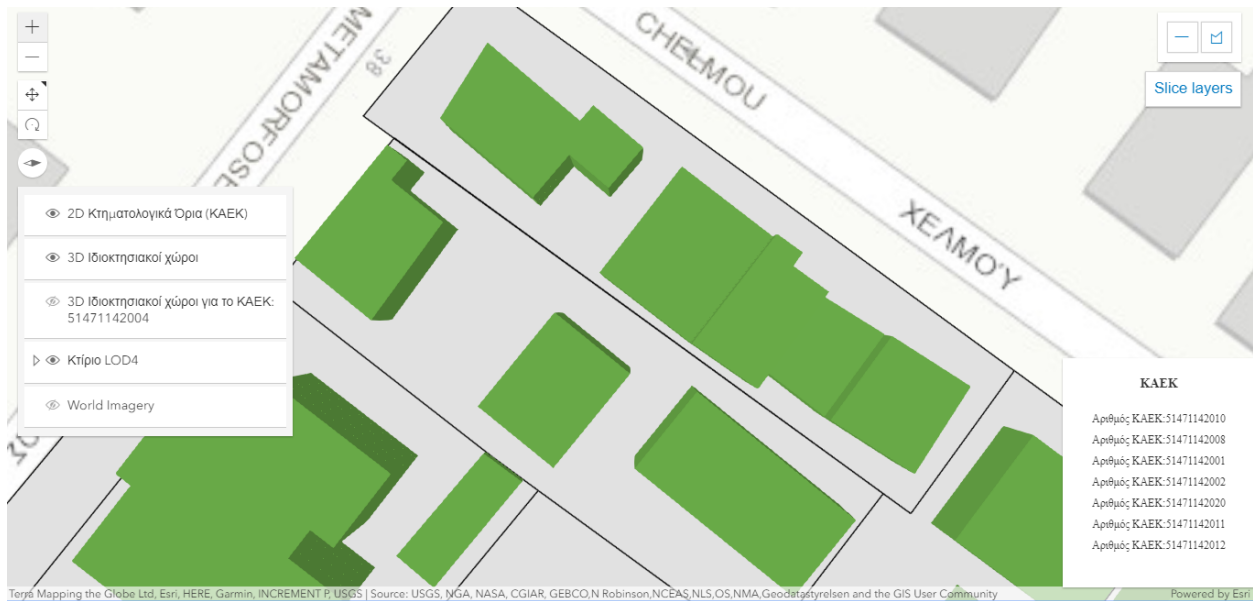 METAMORFOSE
38
CHELMOU
ΧΕΛΜΟΎ
ΟΣ
Slice layers
2D Κτηματολογικά Όρια (ΚΑΕΚ)
3D Ιδιοκτησιακοί χώροι
3D Ιδιοκτησιακοί χώροι για το ΚΑΕΚ:
51471142004
Κτίριο LOD4
World Imagery
ΚΑΕΚ
Αριθμός ΚΑΕΚ:51471142010
Αριθμός ΚΑΕΚ:51471142008
Αριθμός ΚΑΕΚ:51471142001
Αριθμός ΚΑΕΚ:51471142002
Αριθμός ΚΑΕΚ:51471142020
Αριθμός ΚΑΕΚ:51471142011
Αριθμός ΚΑΕΚ:51471142012
Terra Mapping the Globe Ltd, Esri, HERE, Garmin, INCREMENT P, USGS | Source: USGS, NGA, NASA, CGIAR, GEBCO,N Robinson,NCEAS,NLS,OS,NMA,Geodatastyrelsen and the GIS User Community
Powered by Esri